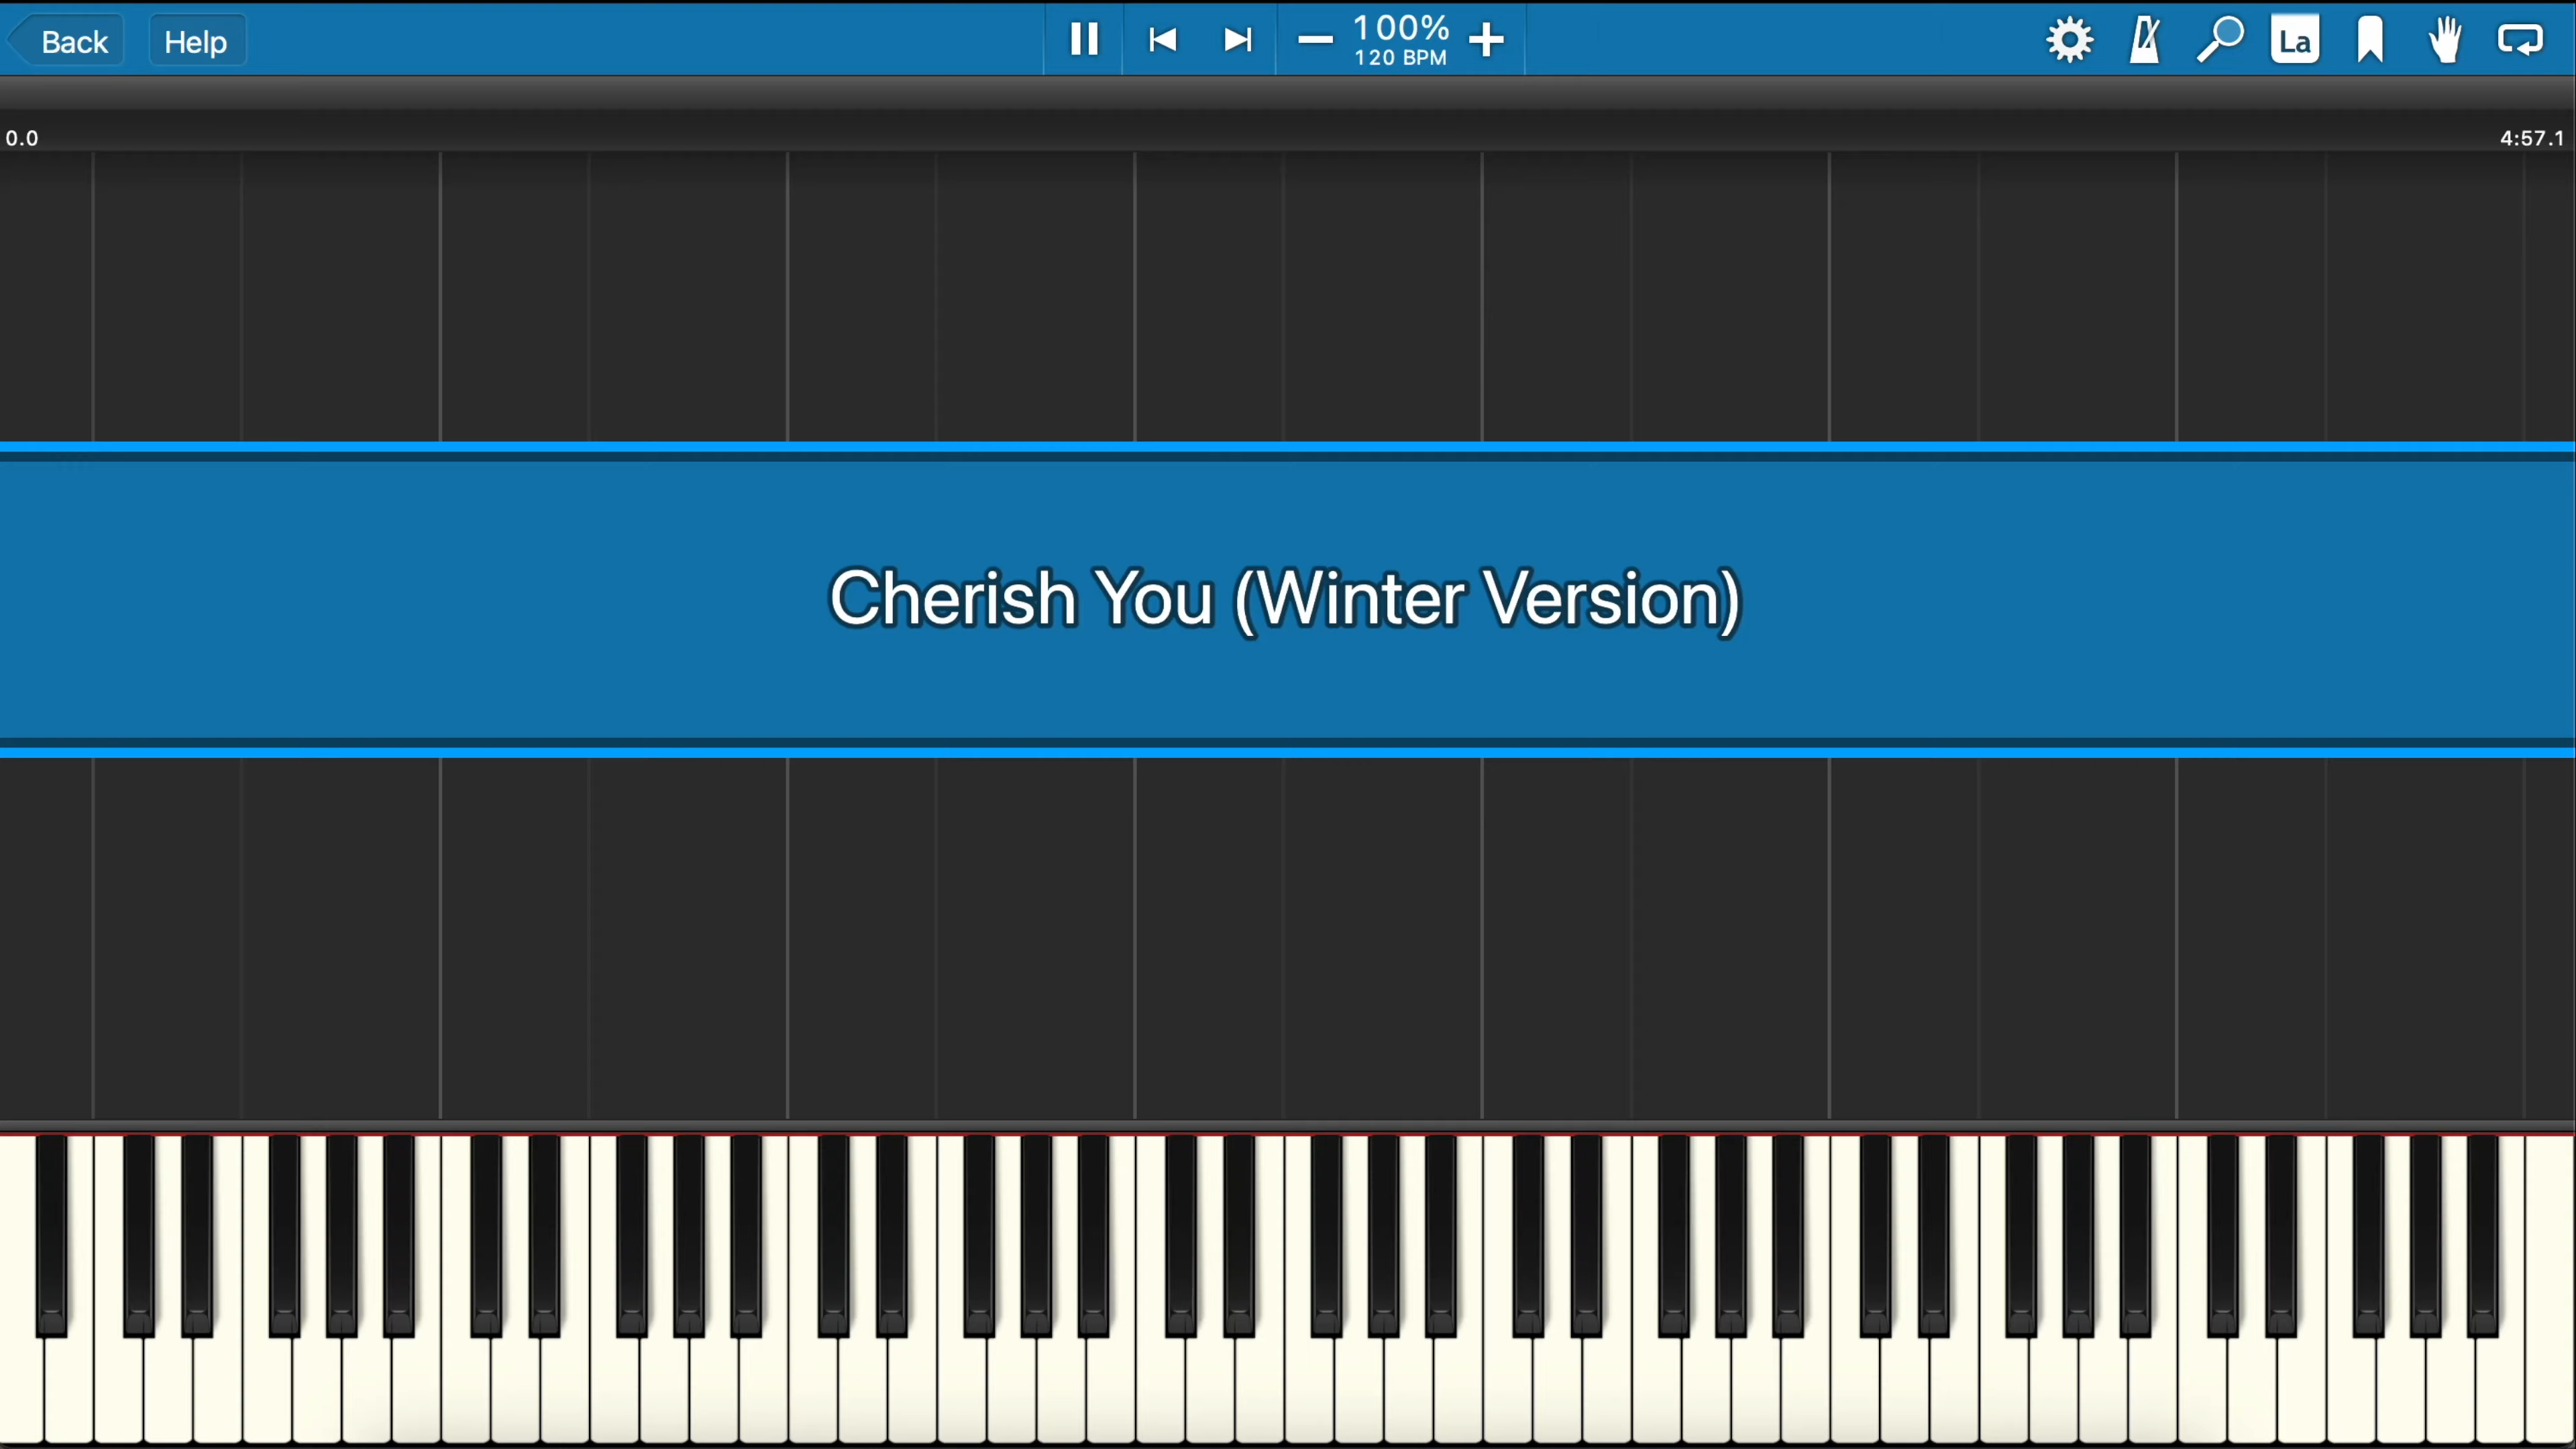 Back
Help
100%
120 BPM
La
0.0
4:57.1
Cherish You (Winter Version)